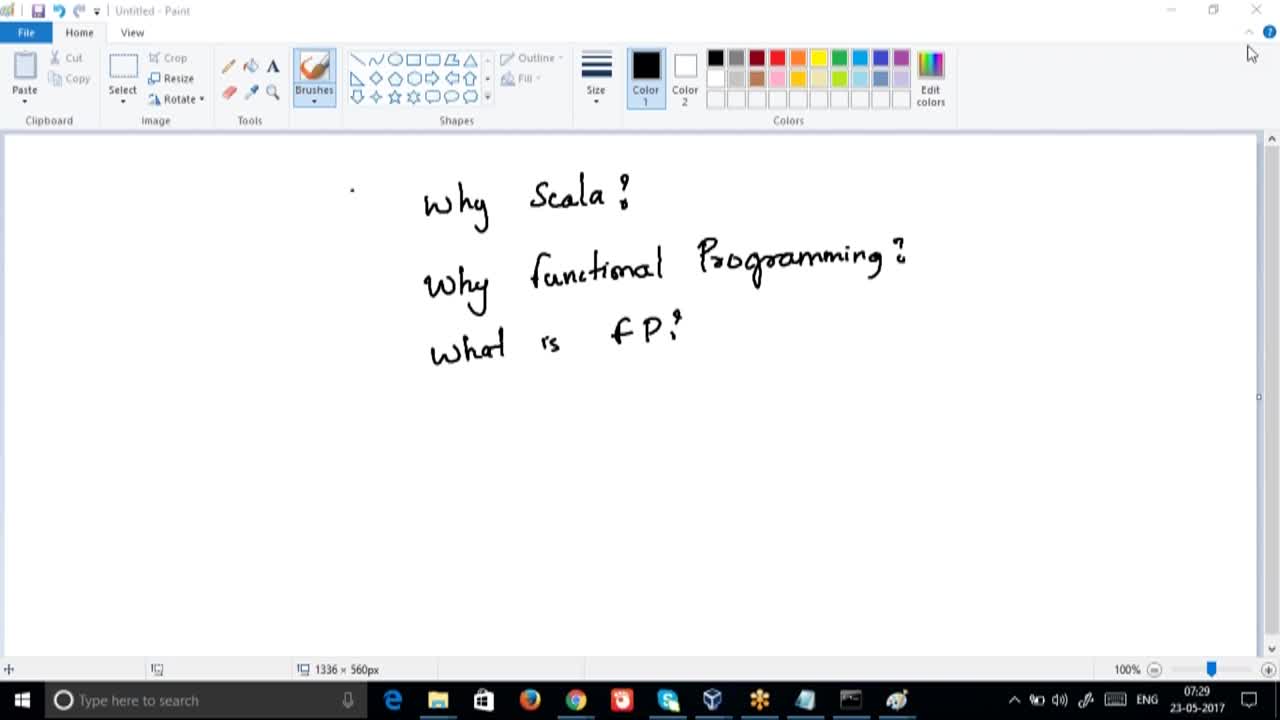 Untitled - Paint
File Home View
Paste
Cut
Copy
Clipboard
Select
Crop
Resize
Rotate
Image
Tools
Brushes
Outline
Fill
Shapes
Size
Color 1
Color 2
Edit colors
Colors
Why Scala?
Why functional Programming?
What is fP?
1336 × 560px
100%
Type here to search
ENG
07:29
23-05-2017